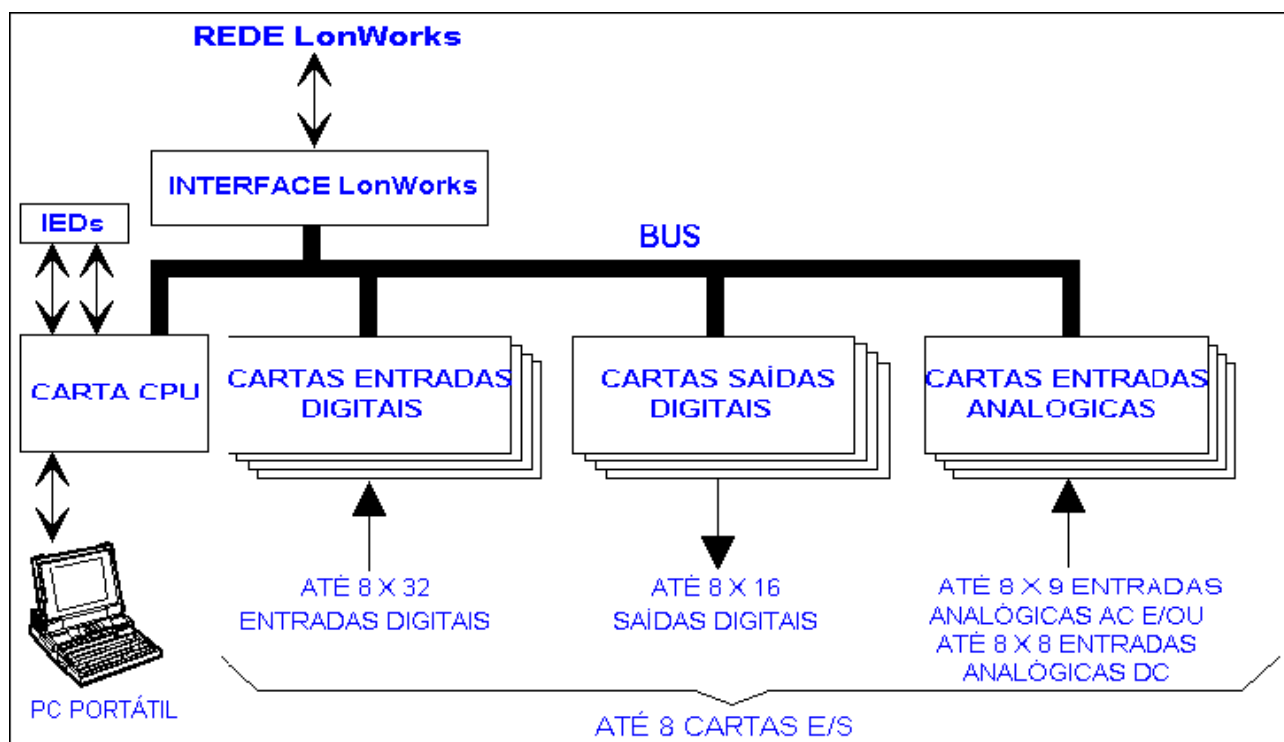 REDE LonWorks
INTERFACE LonWorks
IEDs
BUS
CARTA CPU
CARTAS ENTRADAS
DIGITAIS
CARTAS SAÍDAS
DIGITAIS
CARTAS ENTRADAS
ANALOGICAS
ATÉ 8 X 32
ENTRADAS DIGITAIS
ATÉ 8 X 16
SAÍDAS DIGITAIS
ATÉ 8 X 9 ENTRADAS
ANALÓGICAS AC E/OU
ATÉ 8 X 8 ENTRADAS
ANALÓGICAS DC
PC PORTÁTIL
ATÉ 8 CARTAS E/S